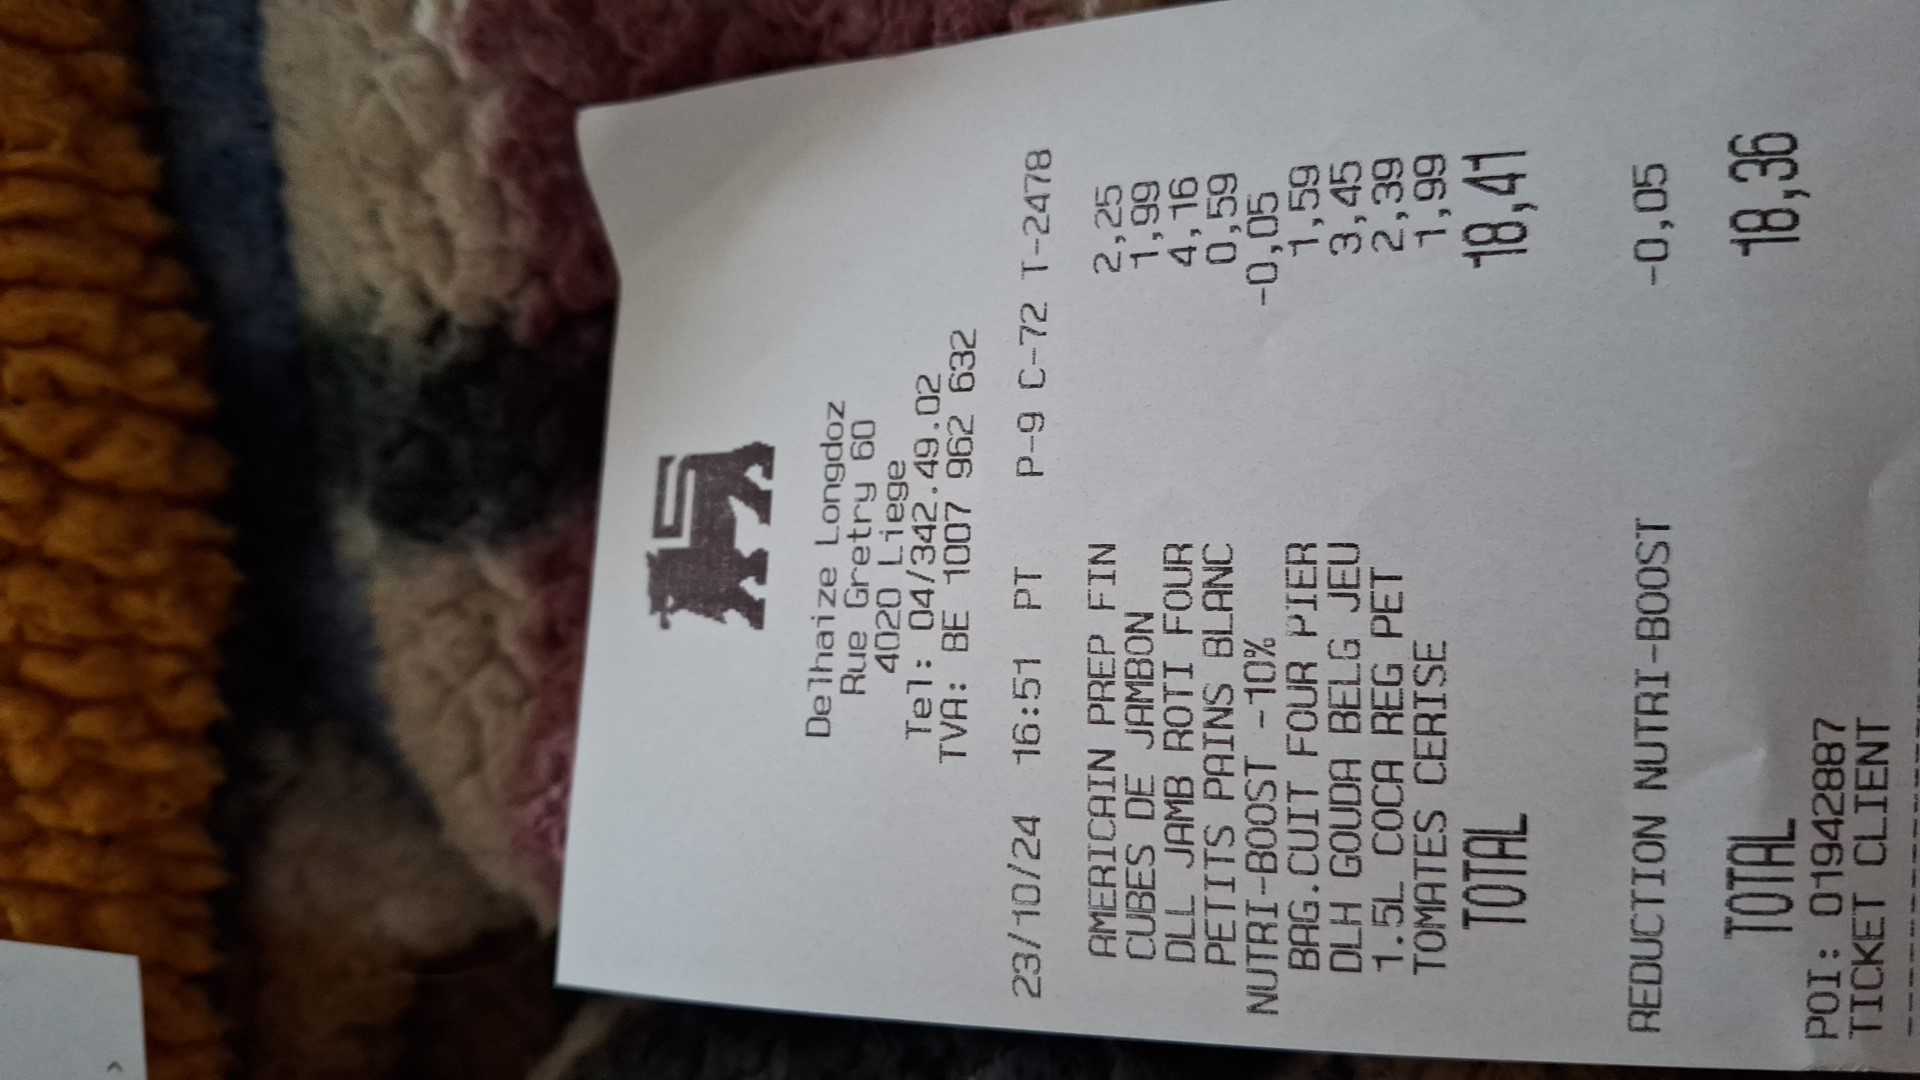 Delhaize Longdoz
Rue Gretry 60
4020 Liege
Tel: 04/342.49.02
TVA: BE 1007 962 632
23/10/24 16:51 PT P-9 C-72 T-2478
AMERICAIN PREP FIN 2,25
CUBES DE JAMBON 1,99
DLL JAMB ROTI FOUR 4,16
PETITS PAINS BLANC 0,59
NUTRI-BOOST -10% -0,05
BAG.CUIT FOUR PIER 1,59
DLH GOUDA BELG JEU 3,45
1.5L COCA REG PET 2,39
TOMATES CERISE 1,99
TOTAL 18,41
REDUCTION NUTRI-BOOST -0,05
TOTAL 18,36
POI: 01942887
TICKET CLIENT